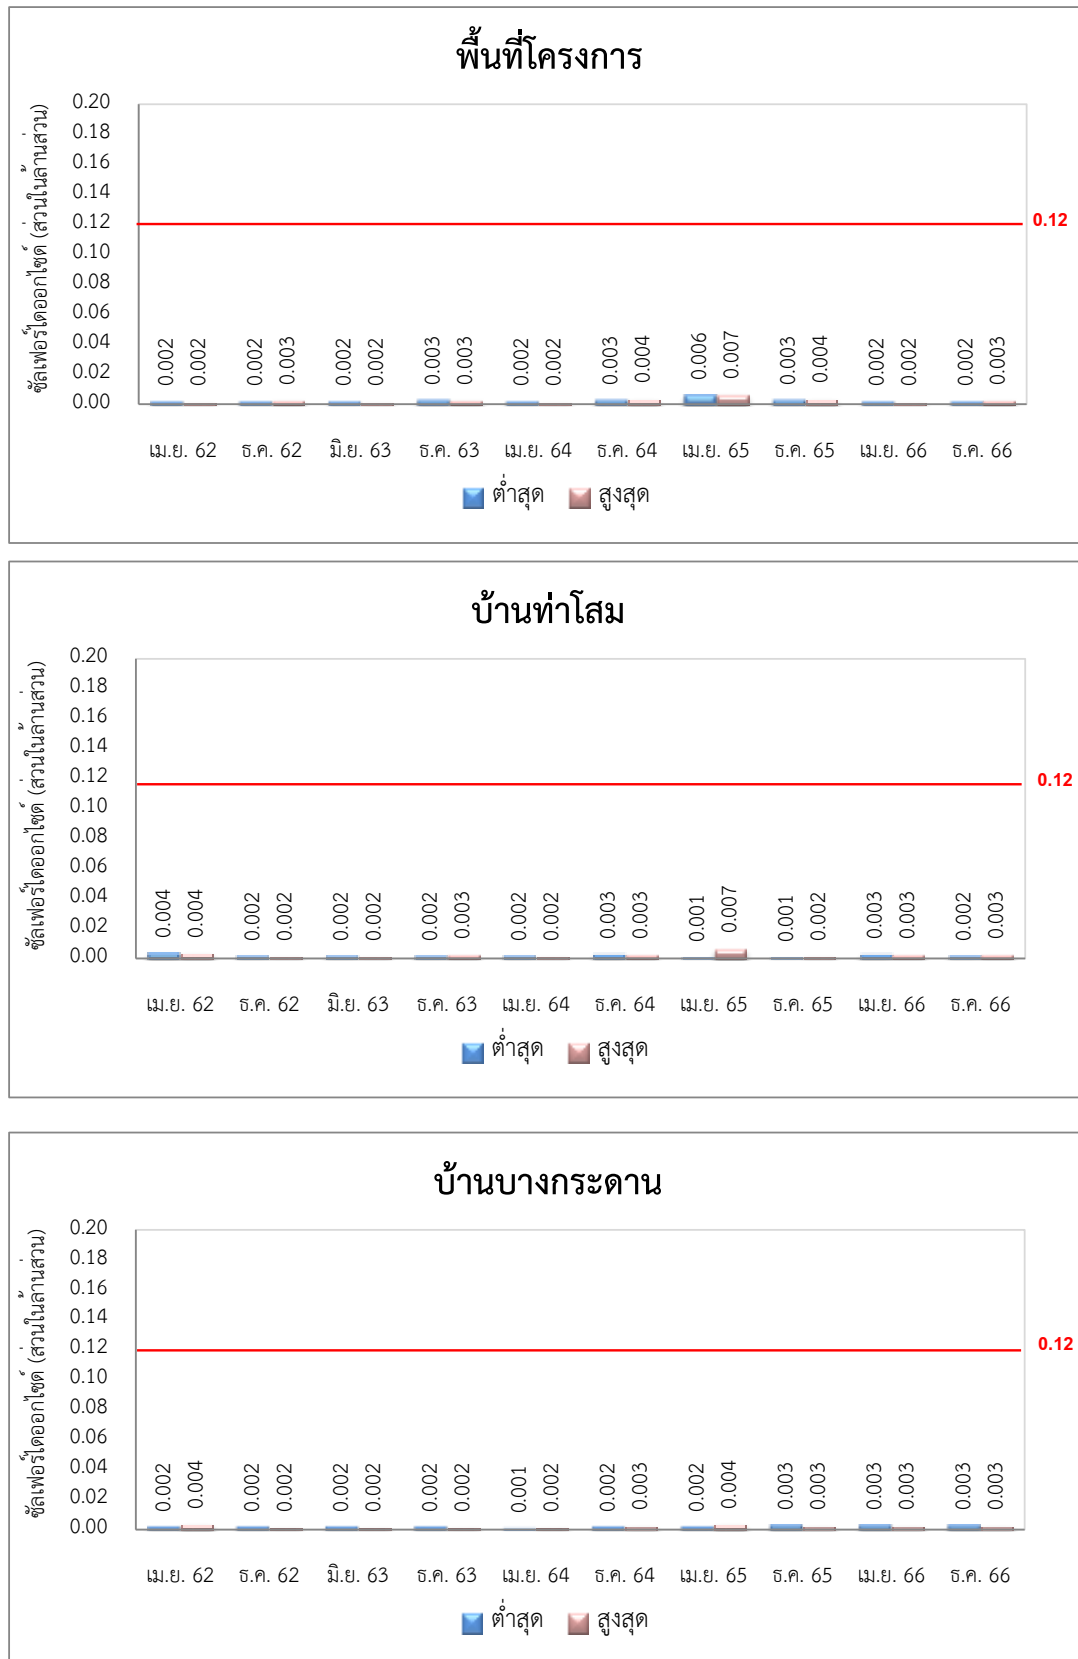 พื้นที่โครงการ
ซัลเฟอร์ไดออกไซด์ (ส่วนในล้านส่วน)
0.20
0.18
0.16
0.14
0.12
0.10
0.08
0.06
0.04
0.02
0.00
0.12
0.002 0.002 0.002 0.003 0.002 0.002 0.003 0.003 0.002 0.002 0.003 0.004 0.006 0.007 0.003 0.004 0.002 0.002 0.002 0.003
เม.ย. 62 ธ.ค. 62 มิ.ย. 63 ธ.ค. 63 เม.ย. 64 ธ.ค. 64 เม.ย. 65 ธ.ค. 65 เม.ย. 66 ธ.ค. 66
ต่ำสุด สูงสุด
บ้านท่าโสม
ซัลเฟอร์ไดออกไซด์ (ส่วนในล้านส่วน)
0.20
0.18
0.16
0.14
0.12
0.10
0.08
0.06
0.04
0.02
0.00
0.12
0.004 0.004 0.002 0.002 0.002 0.002 0.002 0.003 0.002 0.002 0.003 0.003 0.001 0.007 0.001 0.002 0.003 0.003 0.002 0.003
เม.ย. 62 ธ.ค. 62 มิ.ย. 63 ธ.ค. 63 เม.ย. 64 ธ.ค. 64 เม.ย. 65 ธ.ค. 65 เม.ย. 66 ธ.ค. 66
ต่ำสุด สูงสุด
บ้านบางกระดาน
ซัลเฟอร์ไดออกไซด์ (ส่วนในล้านส่วน)
0.20
0.18
0.16
0.14
0.12
0.10
0.08
0.06
0.04
0.02
0.00
0.12
0.002 0.004 0.002 0.002 0.002 0.002 0.002 0.002 0.001 0.002 0.002 0.003 0.002 0.004 0.003 0.003 0.003 0.003 0.003 0.003
เม.ย. 62 ธ.ค. 62 มิ.ย. 63 ธ.ค. 63 เม.ย. 64 ธ.ค. 64 เม.ย. 65 ธ.ค. 65 เม.ย. 66 ธ.ค. 66
ต่ำสุด สูงสุด